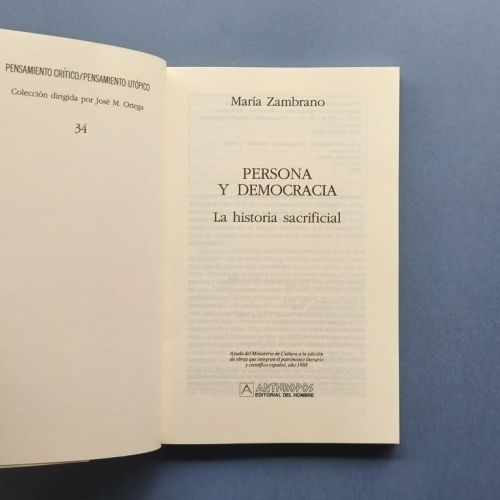 PENSAMIENTO CRÍTICO/PENSAMIENTO UTÓPICO
Colección dirigida por José M. Ortega
34
María Zambrano
PERSONA
Y DEMOCRACIA
La historia sacrificial
Ayuda del Ministerio de Cultura a la edición
de obras que integran el patrimonio literario
y científico español, año 1988
A ANTHROPOS
EDITORIAL DEL HOMBRE